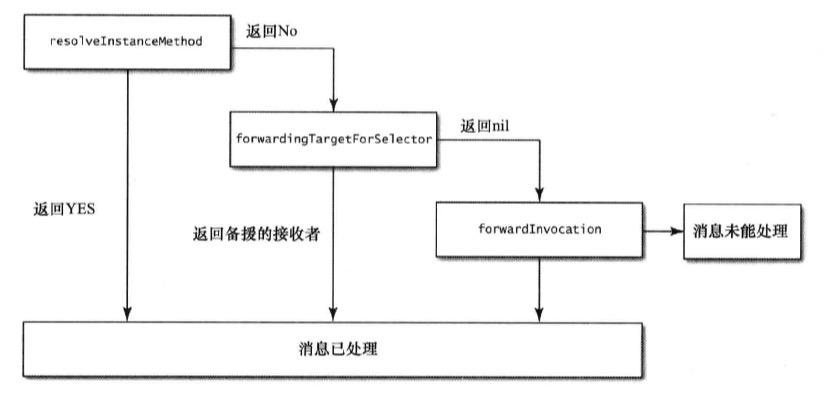 resolveInstanceMethod
返回No
forwardingTargetForSelector
返回nil
返回YES
返回备援的接收者
forwardInvocation
消息未能处理
消息已处理